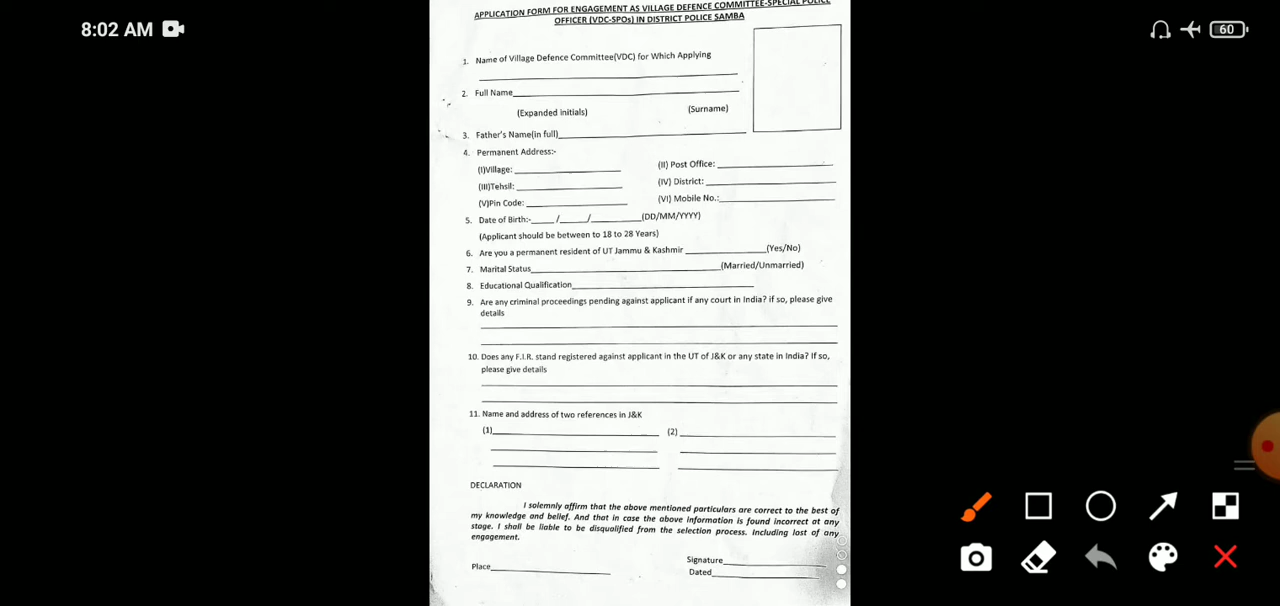 8:02 AM
60
APPLICATION FORM FOR ENGAGEMENT AS VILLAGE DEFENCE COMMITTEE-SPECIAL POLICE
OFFICER (VDC-SPOs) IN DISTRICT POLICE SAMBA
1. Name of Village Defence Committee(VDC) for Which Applying
2. Full Name
(Expanded initials) (Surname)
3. Father's Name(in full)
4. Permanent Address:-
(I)Village: (II) Post Office:
(III)Tehsil: (IV) District:
(V)Pin Code: (VI) Mobile No.:
5. Date of Birth:- / / (DD/MM/YYYY)
(Applicant should be between to 18 to 28 Years)
6. Are you a permanent resident of UT Jammu & Kashmir (Yes/No)
7. Marital Status (Married/Unmarried)
8. Educational Qualification
9. Are any criminal proceedings pending against applicant if any court in India? if so, please give
details
10. Does any F.I.R. stand registered against applicant in the UT of J&K or any state in India? If so,
please give details
11. Name and address of two references in J&K
(1) (2)
DECLARATION
I solemnly affirm that the above mentioned particulars are correct to the best of
my knowledge and belief. And that in case the above information is found incorrect at any
stage. I shall be liable to be disqualified from the selection process. Including lost of any
engagement.
Place Signature
Dated